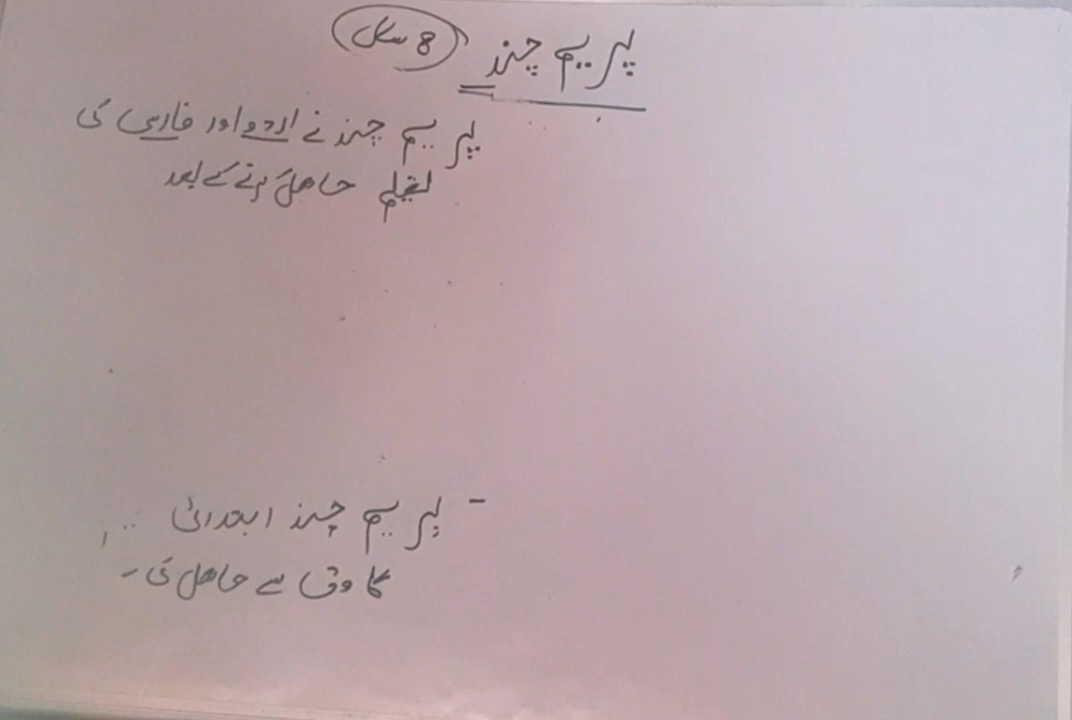 پریم چند (8 سال)
پریم چند نے اردو اور فارسی کی
تعلیم حاصل کرنے کے بعد
- پریم چند ابتدائی
گاوں سے حاصل کی -